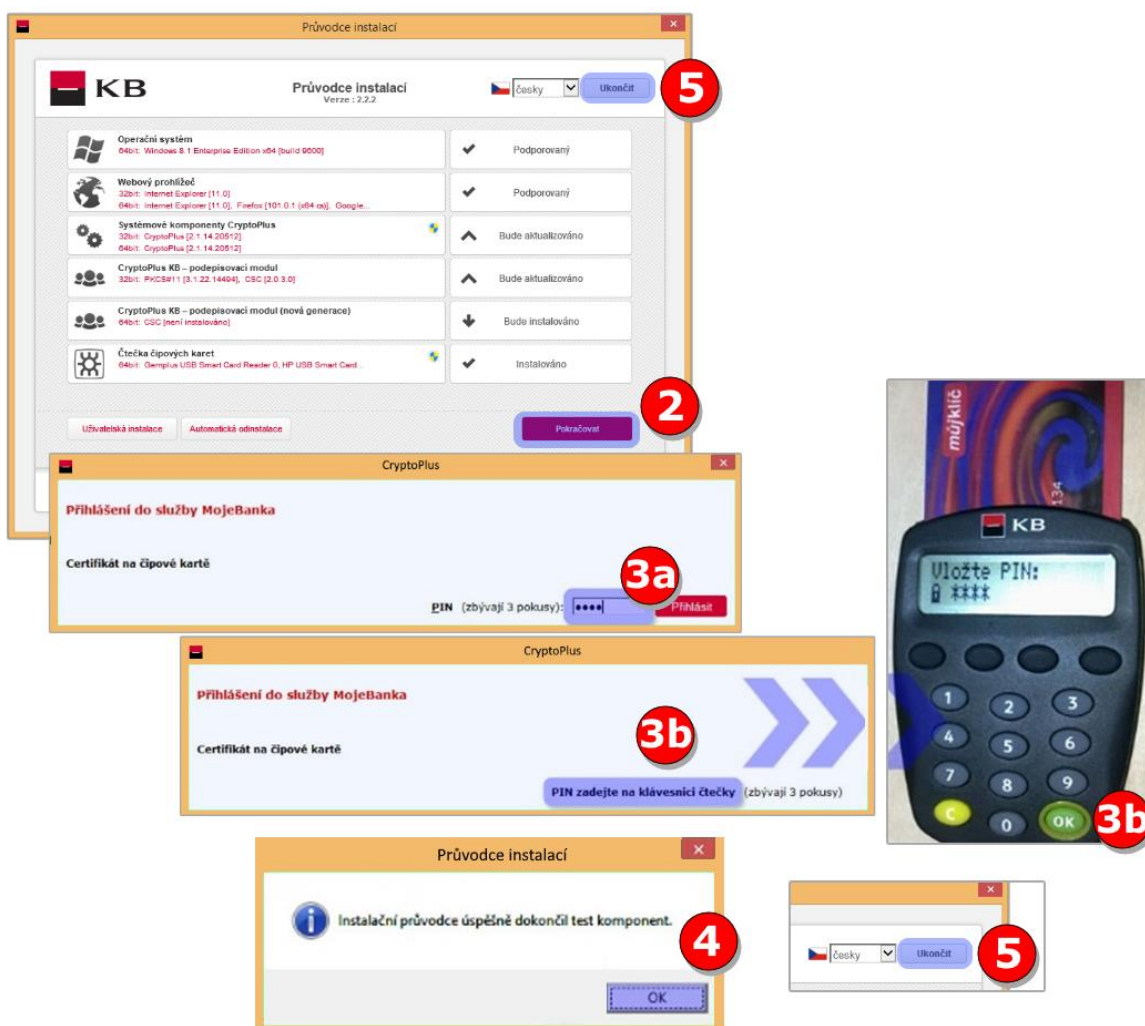 Průvodce instalací
KB
Průvodce instalací
Verze : 2.2.2
česky
Ukončit
5
Operační systém
64bit: Windows 8.1 Enterprise Edition x64 [build 9600]
Podporovaný
Webový prohlížeč
32bit: Internet Explorer [11.0]
64bit: Internet Explorer [11.0], Firefox [101.0.1 (x64 cs)], Google...
Podporovaný
Systémové komponenty CryptoPlus
32bit: CryptoPlus [2.1.14.20512]
64bit: CryptoPlus [2.1.14.20512]
Bude aktualizováno
CryptoPlus KB – podepisovací modul
32bit: PKCS#11 [3.1.22.14494], CSC [2.0.3.0]
Bude aktualizováno
CryptoPlus KB – podepisovací modul (nová generace)
64bit: CSC [není instalováno]
Bude instalováno
Čtečka čipových karet
64bit: Gemplus USB Smart Card Reader 0, HP USB Smart Card...
Instalováno
2
Uživatelská instalace
Automatická odinstalace
Pokračovat
CryptoPlus
Přihlášení do služby MojeBanka
Certifikát na čipové kartě
3a
PIN (zbývají 3 pokusy): ••••
Přihlásit
CryptoPlus
Přihlášení do služby MojeBanka
Certifikát na čipové kartě
3b
PIN zadejte na klávesnici čtečky (zbývají 3 pokusy)
můjklíč
134
KB
Vložte PIN:
****
1 2 3
4 5 6
7 8 9
C 0 OK
3b
Průvodce instalací
Instalační průvodce úspěšně dokončil test komponent.
4
OK
česky
Ukončit
5